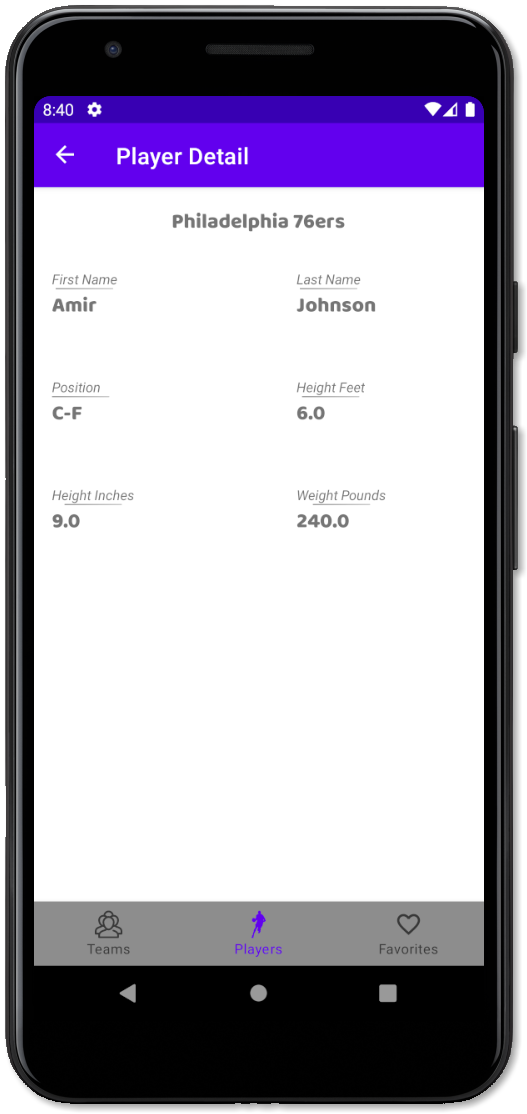 8:40
Player Detail
Philadelphia 76ers
First Name
Last Name
Amir
Johnson
Position
Height Feet
C-F
6.0
Height Inches
Weight Pounds
9.0
240.0
Teams
Players
Favorites